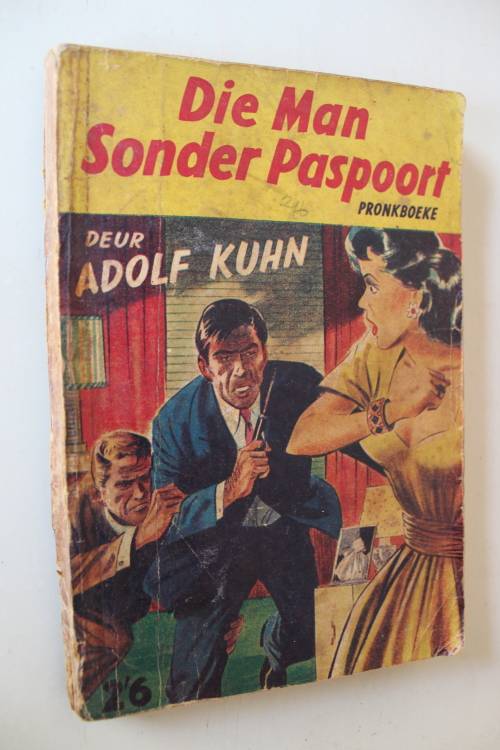 Die Man
Sonder Paspoort
PRONKBOEKE
DEUR
ADOLF KUHN
2'6